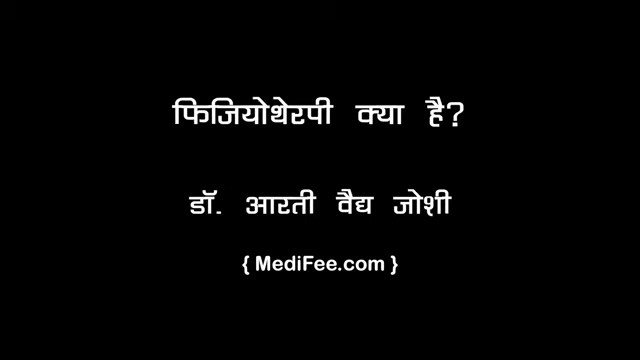 फिजियोथेरपी क्या है?
डॉ. आरती वैद्य जोशी
{ MediFee.com }